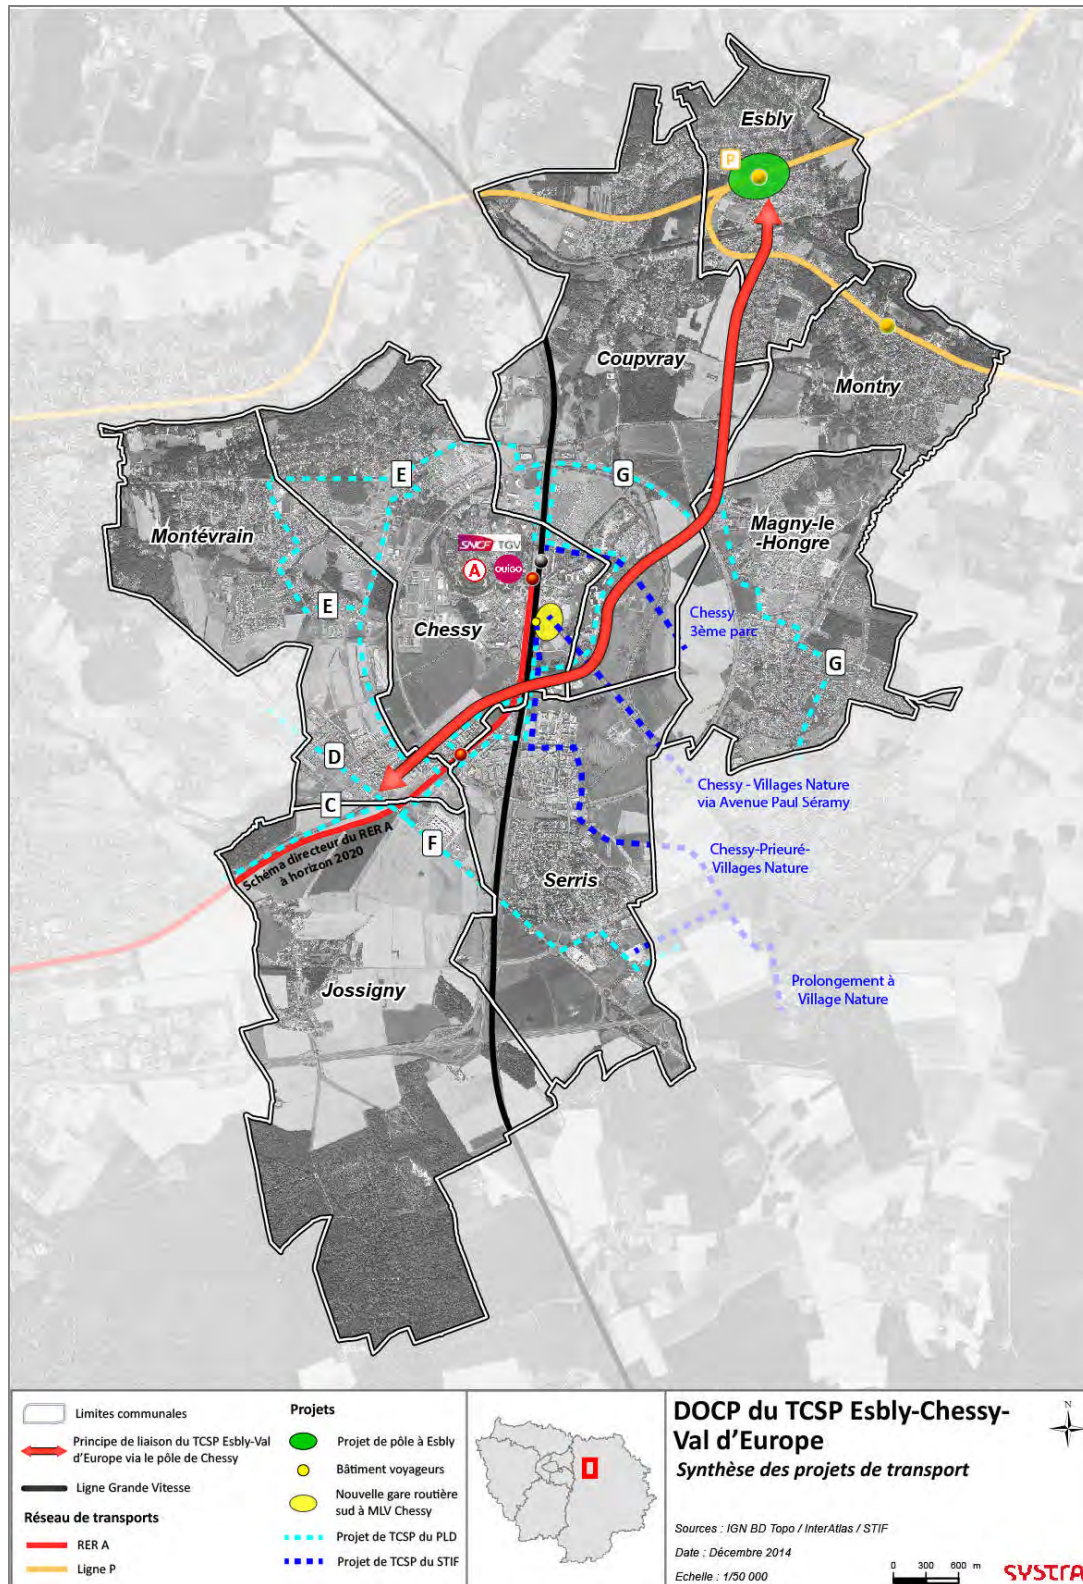 Esbly
P
Coupvray
Montry
E
G
Montévrain
SNCF TGV
A
OUIGO
Magny-le
-Hongre
E
Chessy
Chessy
3ème parc
G
D
C
Chessy - Villages Nature
via Avenue Paul Séramy
F
Schéma directeur du RER A
à horizon 2020
Chessy-Prieuré-
Villages Nature
Serris
Jossigny
Prolongement à
Village Nature
Limites communales
Principe de liaison du TCSP Esbly-Val
d'Europe via le pôle de Chessy
Ligne Grande Vitesse
Réseau de transports
RER A
Ligne P
Projets
Projet de pôle à Esbly
Bâtiment voyageurs
Nouvelle gare routière
sud à MLV Chessy
Projet de TCSP du PLD
Projet de TCSP du STIF
DOCP du TCSP Esbly-Chessy-
Val d'Europe
N
Synthèse des projets de transport
Sources : IGN BD Topo / InterAtlas / STIF
Date : Décembre 2014
Echelle : 1/50 000
0 300 600 m
SYSTRA